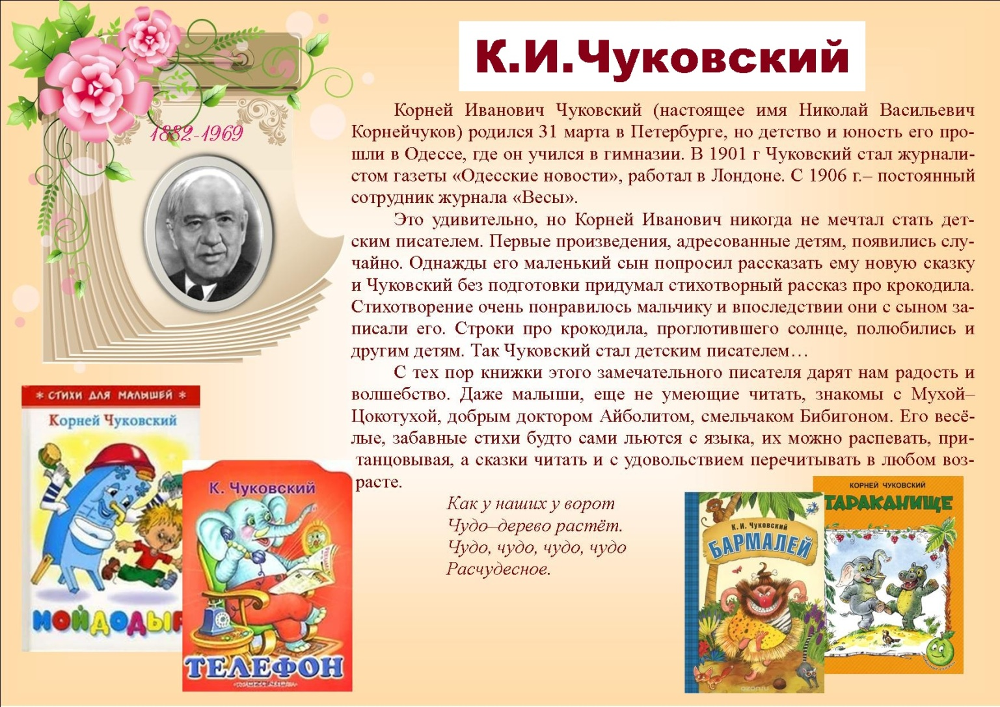 К.И.Чуковский
1882-1969
Корней Иванович Чуковский (настоящее имя Николай Васильевич
Корнейчуков) родился 31 марта в Петербурге, но детство и юность его про-
шли в Одессе, где он учился в гимназии. В 1901 г Чуковский стал журнали-
стом газеты «Одесские новости», работал в Лондоне. С 1906 г.– постоянный
сотрудник журнала «Весы».
Это удивительно, но Корней Иванович никогда не мечтал стать дет-
ским писателем. Первые произведения, адресованные детям, появились слу-
чайно. Однажды его маленький сын попросил рассказать ему новую сказку
и Чуковский без подготовки придумал стихотворный рассказ про крокодила.
Стихотворение очень понравилось мальчику и впоследствии они с сыном за-
писали его. Строки про крокодила, проглотившего солнце, полюбились и
другим детям. Так Чуковский стал детским писателем…
С тех пор книжки этого замечательного писателя дарят нам радость и
волшебство. Даже малыши, еще не умеющие читать, знакомы с Мухой–
Цокотухой, добрым доктором Айболитом, смельчаком Бибигоном. Его весё-
лые, забавные стихи будто сами льются с языка, их можно распевать, при-
танцовывая, а сказки читать и с удовольствием перечитывать в любом воз-
расте.
Как у наших у ворот
Чудо–дерево растёт.
Чудо, чудо, чудо, чудо
Расчудесное.
* СТИХИ ДЛЯ МАЛЫШЕЙ *
Корней Чуковский
МОЙДОДЫР
К. Чуковский
ТЕЛЕФОН
К. И. Чуковский
БАРМАЛЕЙ
ozon.ru
КОРНЕЙ ЧУКОВСКИЙ
ТАРАКАНИЩЕ